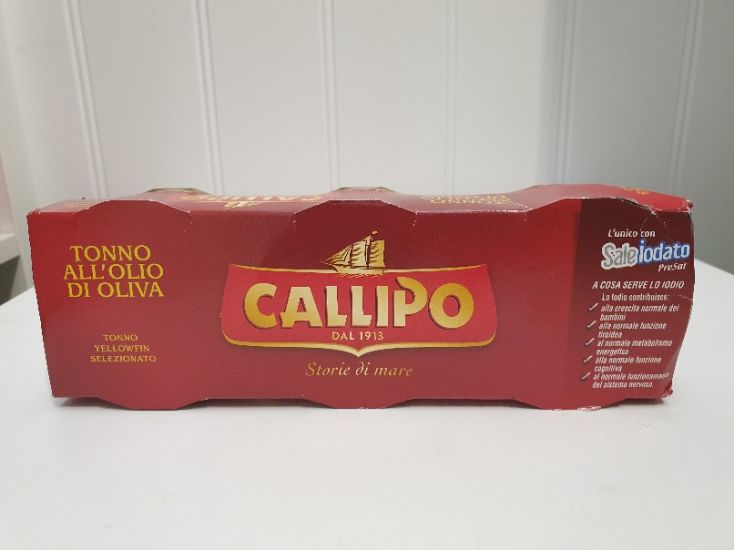 TONNO
ALL'OLIO
DI OLIVA
TONNO
YELLOWFIN
SELEZIONATO
CALLIPO
CALLIPO
DAL 1913
Storie di mare
L'unico con
Saleiodato
PreSal
A COSA SERVE LO IODIO
Lo Iodio contribuisce:
alla crescita normale dei
bambini
alla normale funzione
tiroidea
al normale metabolismo
energetico
alla normale funzione
cognitiva
al normale funzionamento
del sistema nervoso.